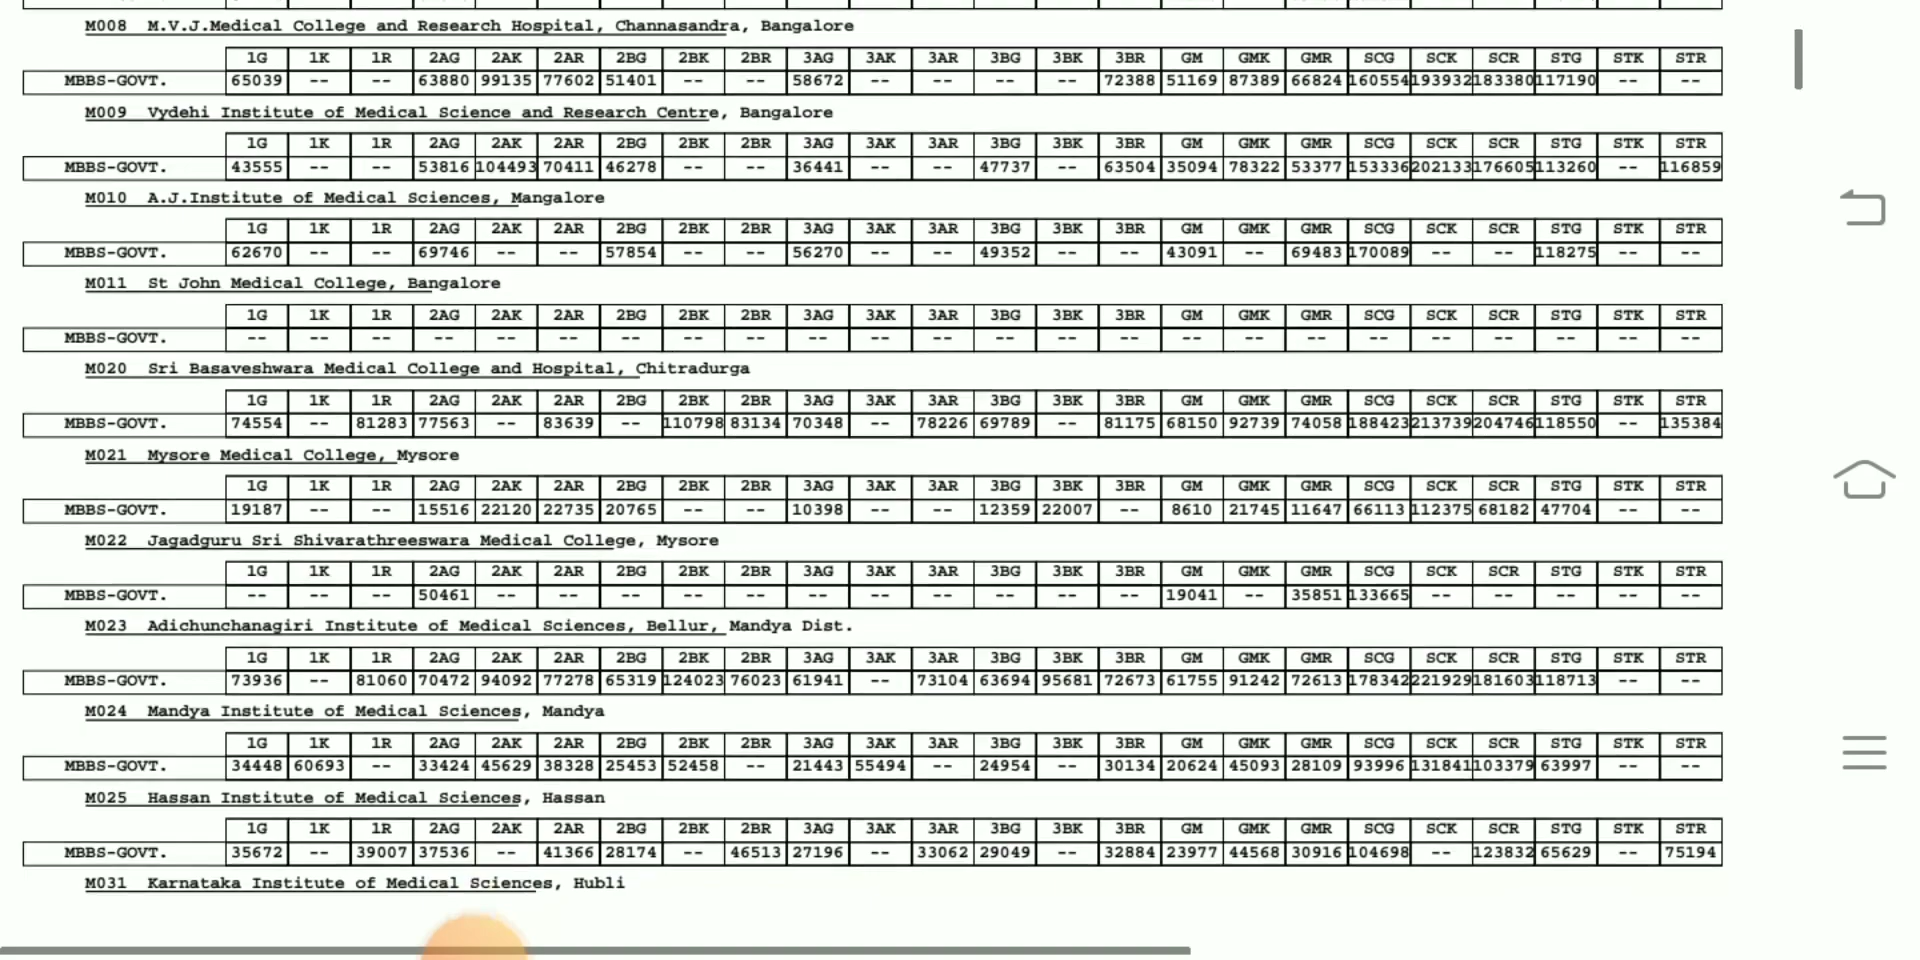 M008 M.V.J.Medical College and Research Hospital, Channasandra, Bangalore
1G 1K 1R 2AG 2AK 2AR 2BG 2BK 2BR 3AG 3AK 3AR 3BG 3BK 3BR GM GMK GMR SCG SCK SCR STG STK STR
MBBS-GOVT. 65039 -- -- 63880 99135 77602 51401 -- -- 58672 -- -- -- -- 72388 51169 87389 66824 160554 193932 183380 117190 -- --
M009 Vydehi Institute of Medical Science and Research Centre, Bangalore
1G 1K 1R 2AG 2AK 2AR 2BG 2BK 2BR 3AG 3AK 3AR 3BG 3BK 3BR GM GMK GMR SCG SCK SCR STG STK STR
MBBS-GOVT. 43555 -- -- 53816 104493 70411 46278 -- -- 36441 -- -- 47737 -- 63504 35094 78322 53377 153336 202133 176605 113260 -- 116859
M010 A.J.Institute of Medical Sciences, Mangalore
1G 1K 1R 2AG 2AK 2AR 2BG 2BK 2BR 3AG 3AK 3AR 3BG 3BK 3BR GM GMK GMR SCG SCK SCR STG STK STR
MBBS-GOVT. 62670 -- -- 69746 -- -- 57854 -- -- 56270 -- -- 49352 -- -- 43091 -- 69483 170089 -- -- 118275 -- --
M011 St John Medical College, Bangalore
1G 1K 1R 2AG 2AK 2AR 2BG 2BK 2BR 3AG 3AK 3AR 3BG 3BK 3BR GM GMK GMR SCG SCK SCR STG STK STR
MBBS-GOVT. -- -- -- -- -- -- -- -- -- -- -- -- -- -- -- -- -- -- -- -- -- -- -- --
M020 Sri Basaveshwara Medical College and Hospital, Chitradurga
1G 1K 1R 2AG 2AK 2AR 2BG 2BK 2BR 3AG 3AK 3AR 3BG 3BK 3BR GM GMK GMR SCG SCK SCR STG STK STR
MBBS-GOVT. 74554 -- 81283 77563 -- 83639 -- 110798 83134 70348 -- 78226 69789 -- 81175 68150 92739 74058 188423 213739 204746 118550 -- 135384
M021 Mysore Medical College, Mysore
1G 1K 1R 2AG 2AK 2AR 2BG 2BK 2BR 3AG 3AK 3AR 3BG 3BK 3BR GM GMK GMR SCG SCK SCR STG STK STR
MBBS-GOVT. 19187 -- -- 15516 22120 22735 20765 -- -- 10398 -- -- 12359 22007 -- 8610 21745 11647 66113 112375 68182 47704 -- --
M022 Jagadguru Sri Shivarathreeswara Medical College, Mysore
1G 1K 1R 2AG 2AK 2AR 2BG 2BK 2BR 3AG 3AK 3AR 3BG 3BK 3BR GM GMK GMR SCG SCK SCR STG STK STR
MBBS-GOVT. -- -- -- 50461 -- -- -- -- -- -- -- -- -- -- -- 19041 -- 35851 133665 -- -- -- -- --
M023 Adichunchanagiri Institute of Medical Sciences, Bellur, Mandya Dist.
1G 1K 1R 2AG 2AK 2AR 2BG 2BK 2BR 3AG 3AK 3AR 3BG 3BK 3BR GM GMK GMR SCG SCK SCR STG STK STR
MBBS-GOVT. 73936 -- 81060 70472 94092 77278 65319 124023 76023 61941 -- 73104 63694 95681 72673 61755 91242 72613 178342 221929 181603 118713 -- --
M024 Mandya Institute of Medical Sciences, Mandya
1G 1K 1R 2AG 2AK 2AR 2BG 2BK 2BR 3AG 3AK 3AR 3BG 3BK 3BR GM GMK GMR SCG SCK SCR STG STK STR
MBBS-GOVT. 34448 60693 -- 33424 45629 38328 25453 52458 -- 21443 55494 -- 24954 -- 30134 20624 45093 28109 93996 131841 103379 63997 -- --
M025 Hassan Institute of Medical Sciences, Hassan
1G 1K 1R 2AG 2AK 2AR 2BG 2BK 2BR 3AG 3AK 3AR 3BG 3BK 3BR GM GMK GMR SCG SCK SCR STG STK STR
MBBS-GOVT. 35672 -- 39007 37536 -- 41366 28174 -- 46513 27196 -- 33062 29049 -- 32884 23977 44568 30916 104698 -- 123832 65629 -- 75194
M031 Karnataka Institute of Medical Sciences, Hubli